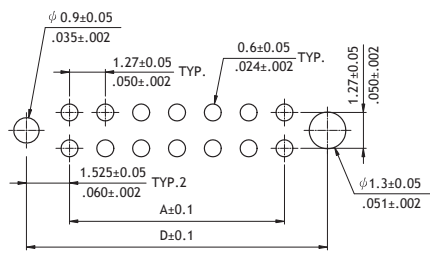 ϕ 0.9±0.05
.035±.002
1.27±0.05
.050±.002
TYP.
0.6±0.05
.024±.002
TYP.
1.27±0.05
.050±.002
1.525±0.05
.060±.002
TYP.2
ϕ1.3±0.05
.051±.002
A±0.1
D±0.1